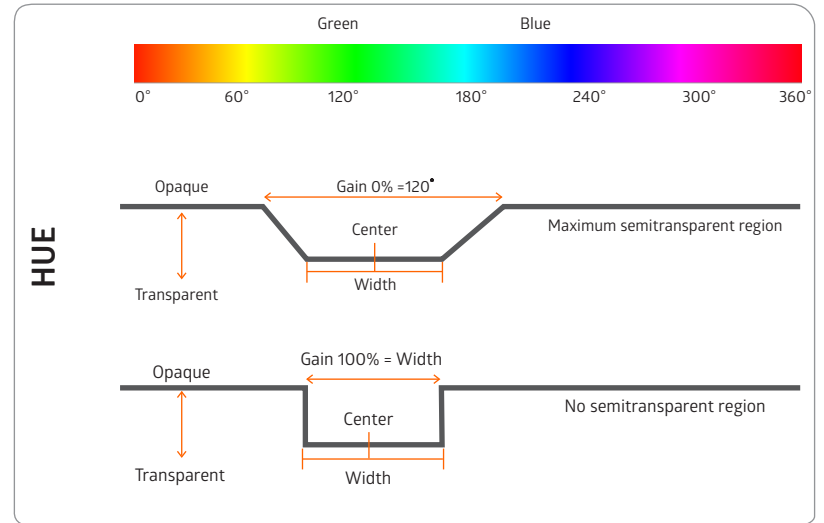 Green Blue
0° 60° 120° 180° 240° 300° 360°
HUE
Opaque
Gain 0% =120°
Center
Maximum semitransparent region
Transparent
Width
Gain 100% = Width
Opaque
Center
No semitransparent region
Transparent
Width